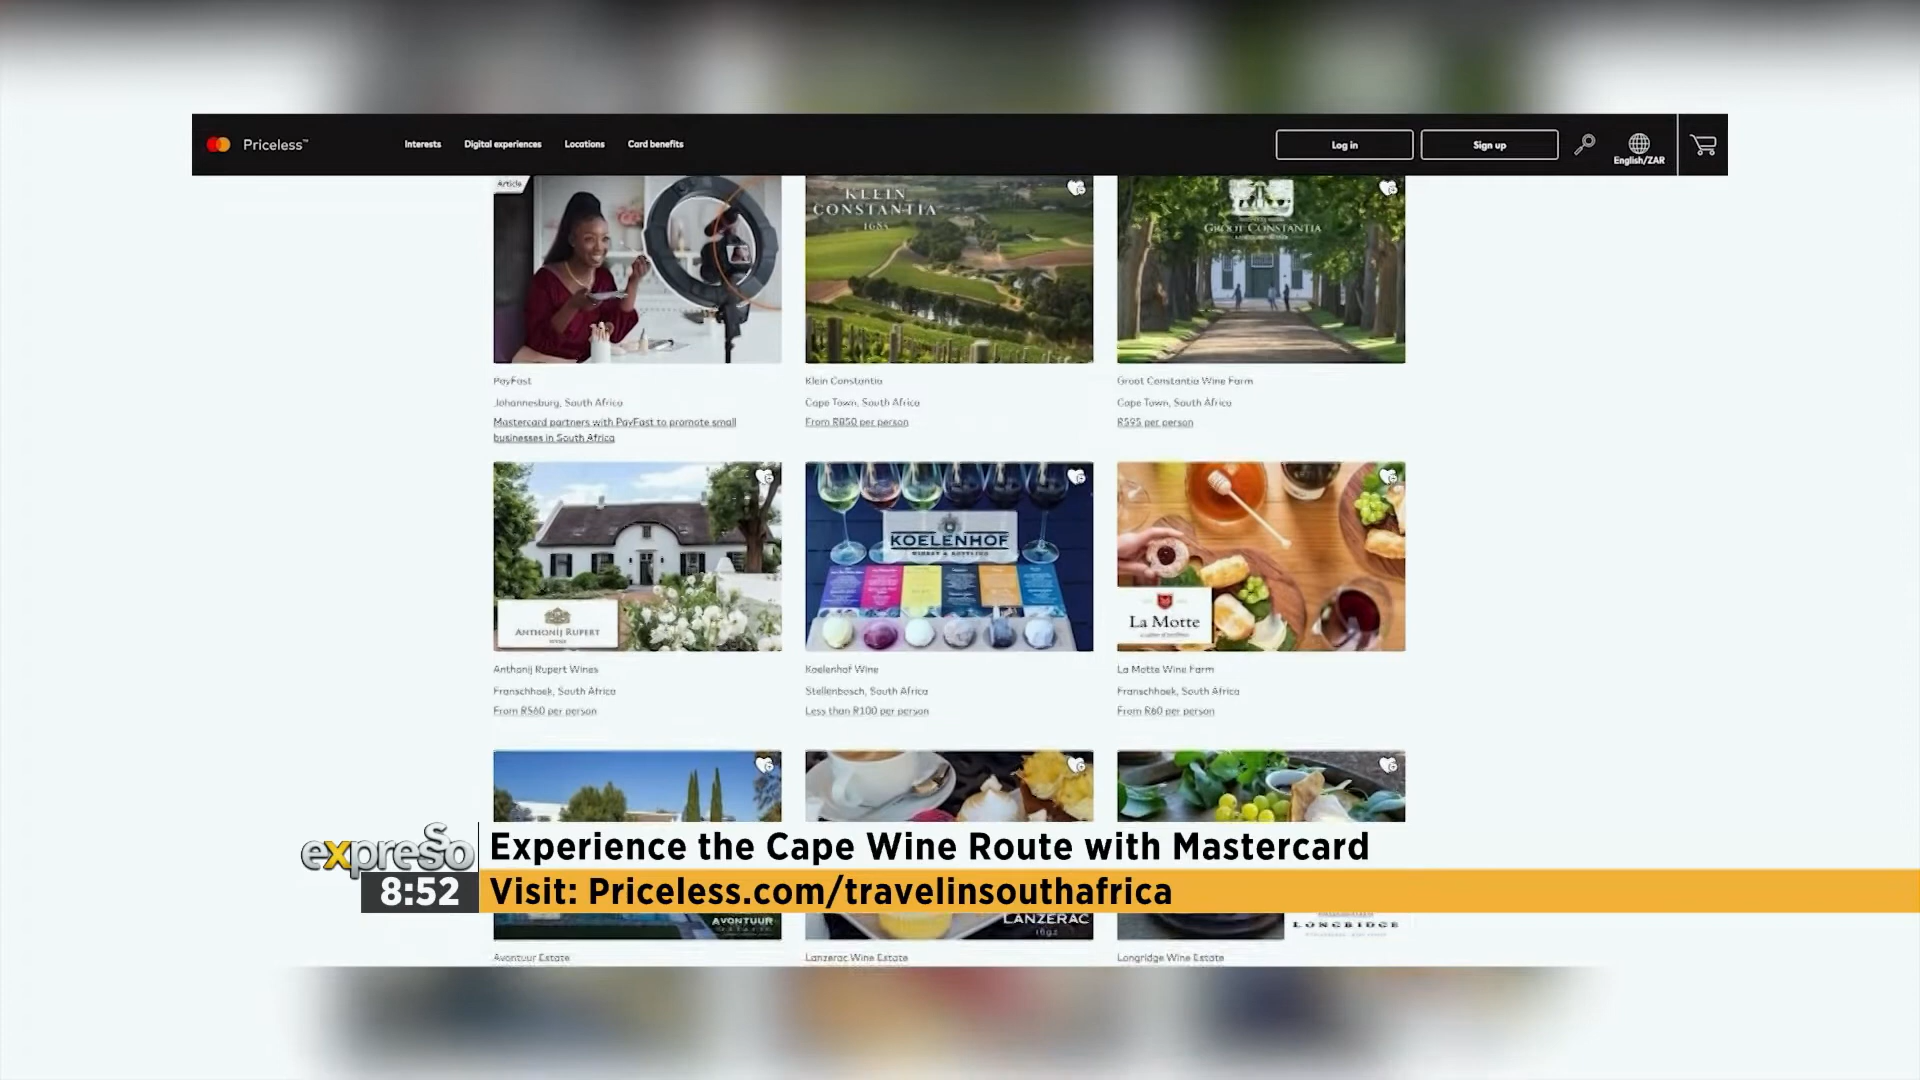 Priceless™
Interests Digital experiences Locations Card benefits
Log in
Sign up
English/ZAR
Article
KLEIN
CONSTANTIA
1685
GROOT CONSTANTIA
PayFast
Johannesburg, South Africa
Mastercard partners with PayFast to promote small
businesses in South Africa
Klein Constantia
Cape Town, South Africa
From R850 per person
Groot Constantia Wine Farm
Cape Town, South Africa
R595 per person
ANTHONIJ RUPERT
WYNE
KOELENHOF
WINERY & BOTTLING
La Motte
Anthonij Rupert Wines
Franschhoek, South Africa
From R560 per person
Koelenhof Wine
Stellenbosch, South Africa
Less than R100 per person
La Motte Wine Farm
Franschhoek, South Africa
From R60 per person
expresso
8:52
Experience the Cape Wine Route with Mastercard
Visit: Priceless.com/travelinsouthafrica
AVONTUUR
LANZERAC
1692
LONGRIDGE
Avontuur Estate
Lanzerac Wine Estate
Longridge Wine Estate